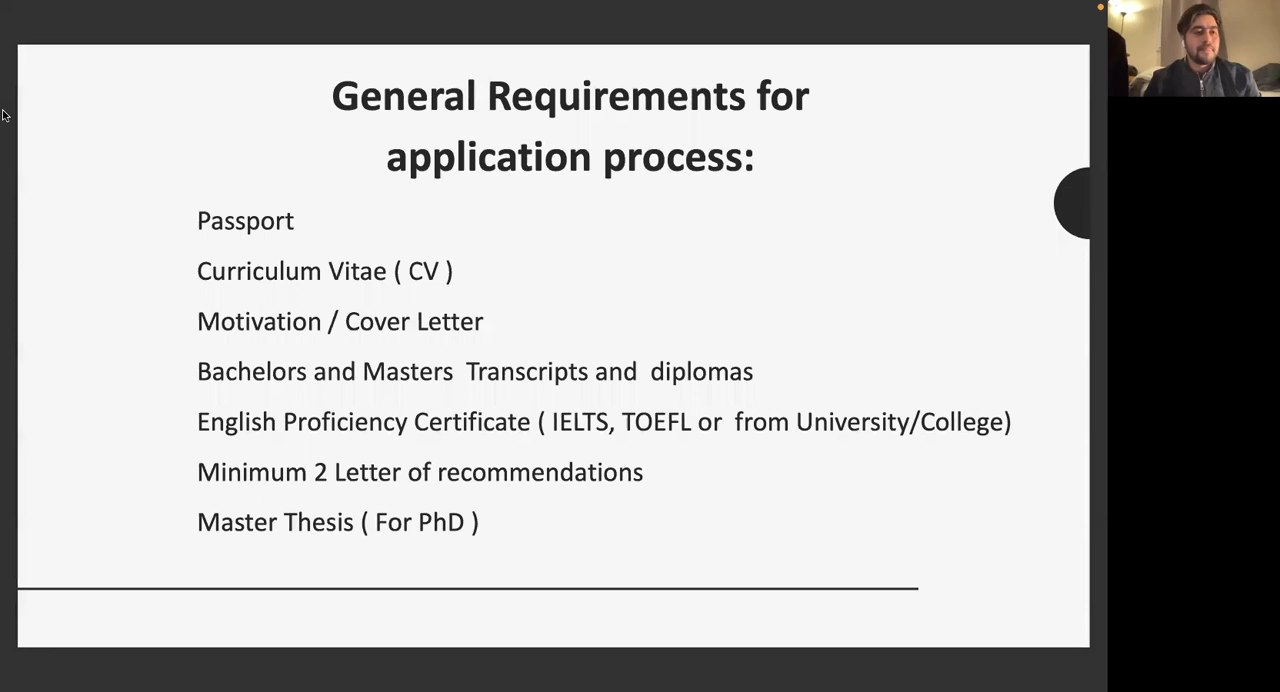 General Requirements for
application process:
Passport
Curriculum Vitae ( CV )
Motivation / Cover Letter
Bachelors and Masters  Transcripts and  diplomas
English Proficiency Certificate ( IELTS, TOEFL or  from University/College)
Minimum 2 Letter of recommendations
Master Thesis ( For PhD )